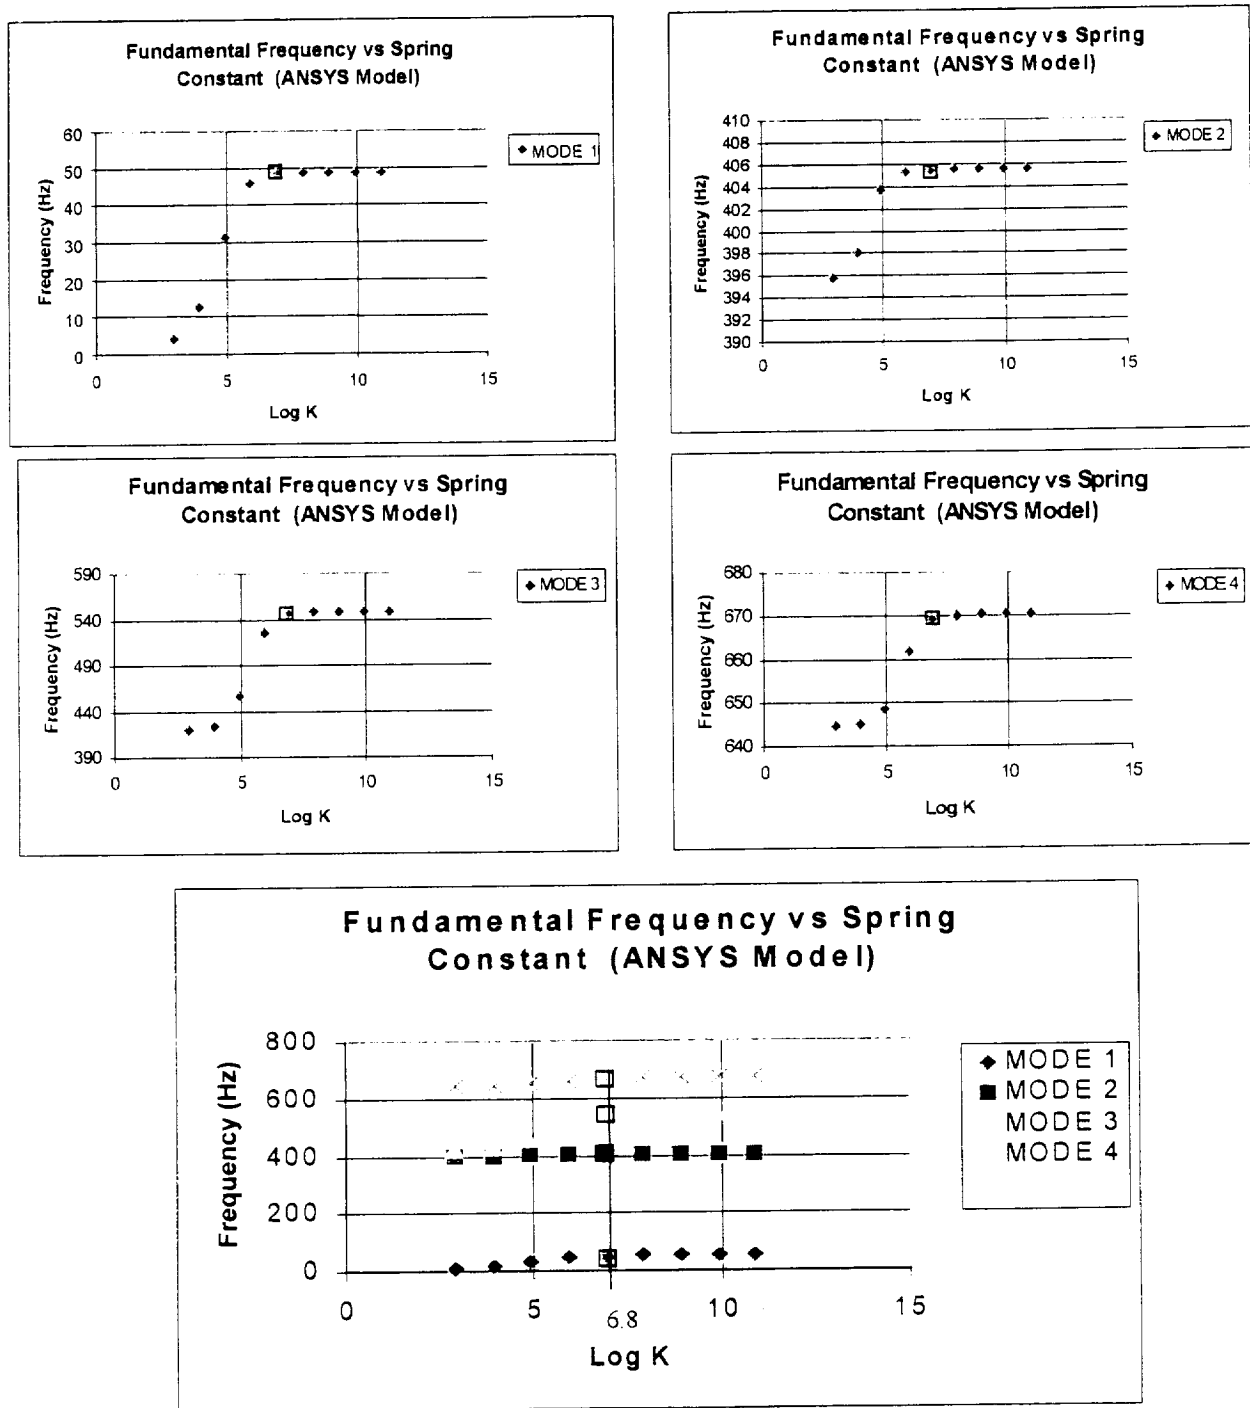 Fundamental Frequency vs Spring
Constant (ANSYS Model)
60
50
40
30
20
10
0
Frequency (Hz)
0
5
10
15
Log K
MODE 1
Fundamental Frequency vs Spring
Constant (ANSYS Model)
410
408
406
404
402
400
398
396
394
392
390
Frequency (Hz)
0
5
10
15
Log K
MODE 2
Fundamental Frequency vs Spring
Constant (ANSYS Model)
590
540
490
440
390
Frequency (Hz)
0
5
10
15
Log K
MODE 3
Fundamental Frequency vs Spring
Constant (ANSYS Model)
680
670
660
650
640
Frequency (Hz)
0
5
10
15
Log K
MODE 4
Fundamental Frequency vs Spring
Constant (ANSYS Model)
800
600
400
200
0
Frequency (Hz)
0
5
6.8
10
15
Log K
MODE 1
MODE 2
MODE 3
MODE 4